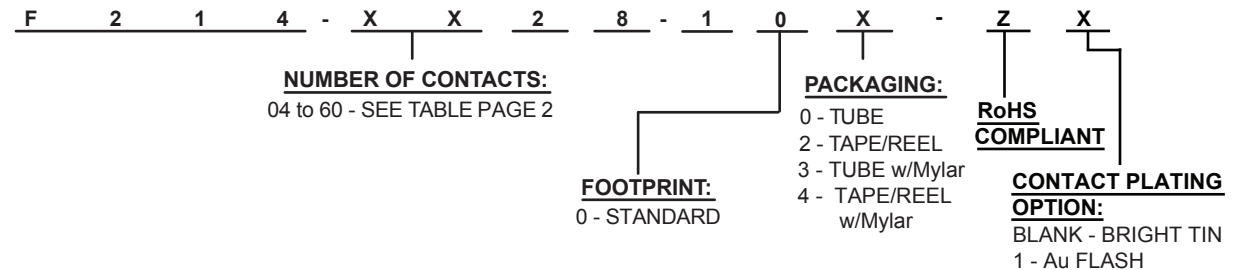 F 2 1 4 - X X 2 8 - 1 0 X - Z X
NUMBER OF CONTACTS:
04 to 60 - SEE TABLE PAGE 2
FOOTPRINT:
0 - STANDARD
PACKAGING:
0 - TUBE
2 - TAPE/REEL
3 - TUBE w/Mylar
4 - TAPE/REEL
w/Mylar
RoHS
COMPLIANT
CONTACT PLATING
OPTION:
BLANK - BRIGHT TIN
1 - Au FLASH